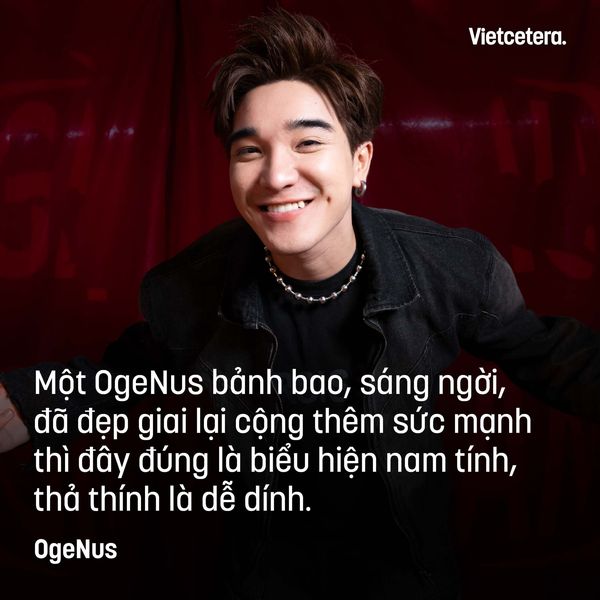 Vietcetera.
Một OgeNus bảnh bao, sáng ngời,
đã đẹp giai lại cộng thêm sức mạnh
thì đây đúng là biểu hiện nam tính,
thả thính là dễ dính.
OgeNus